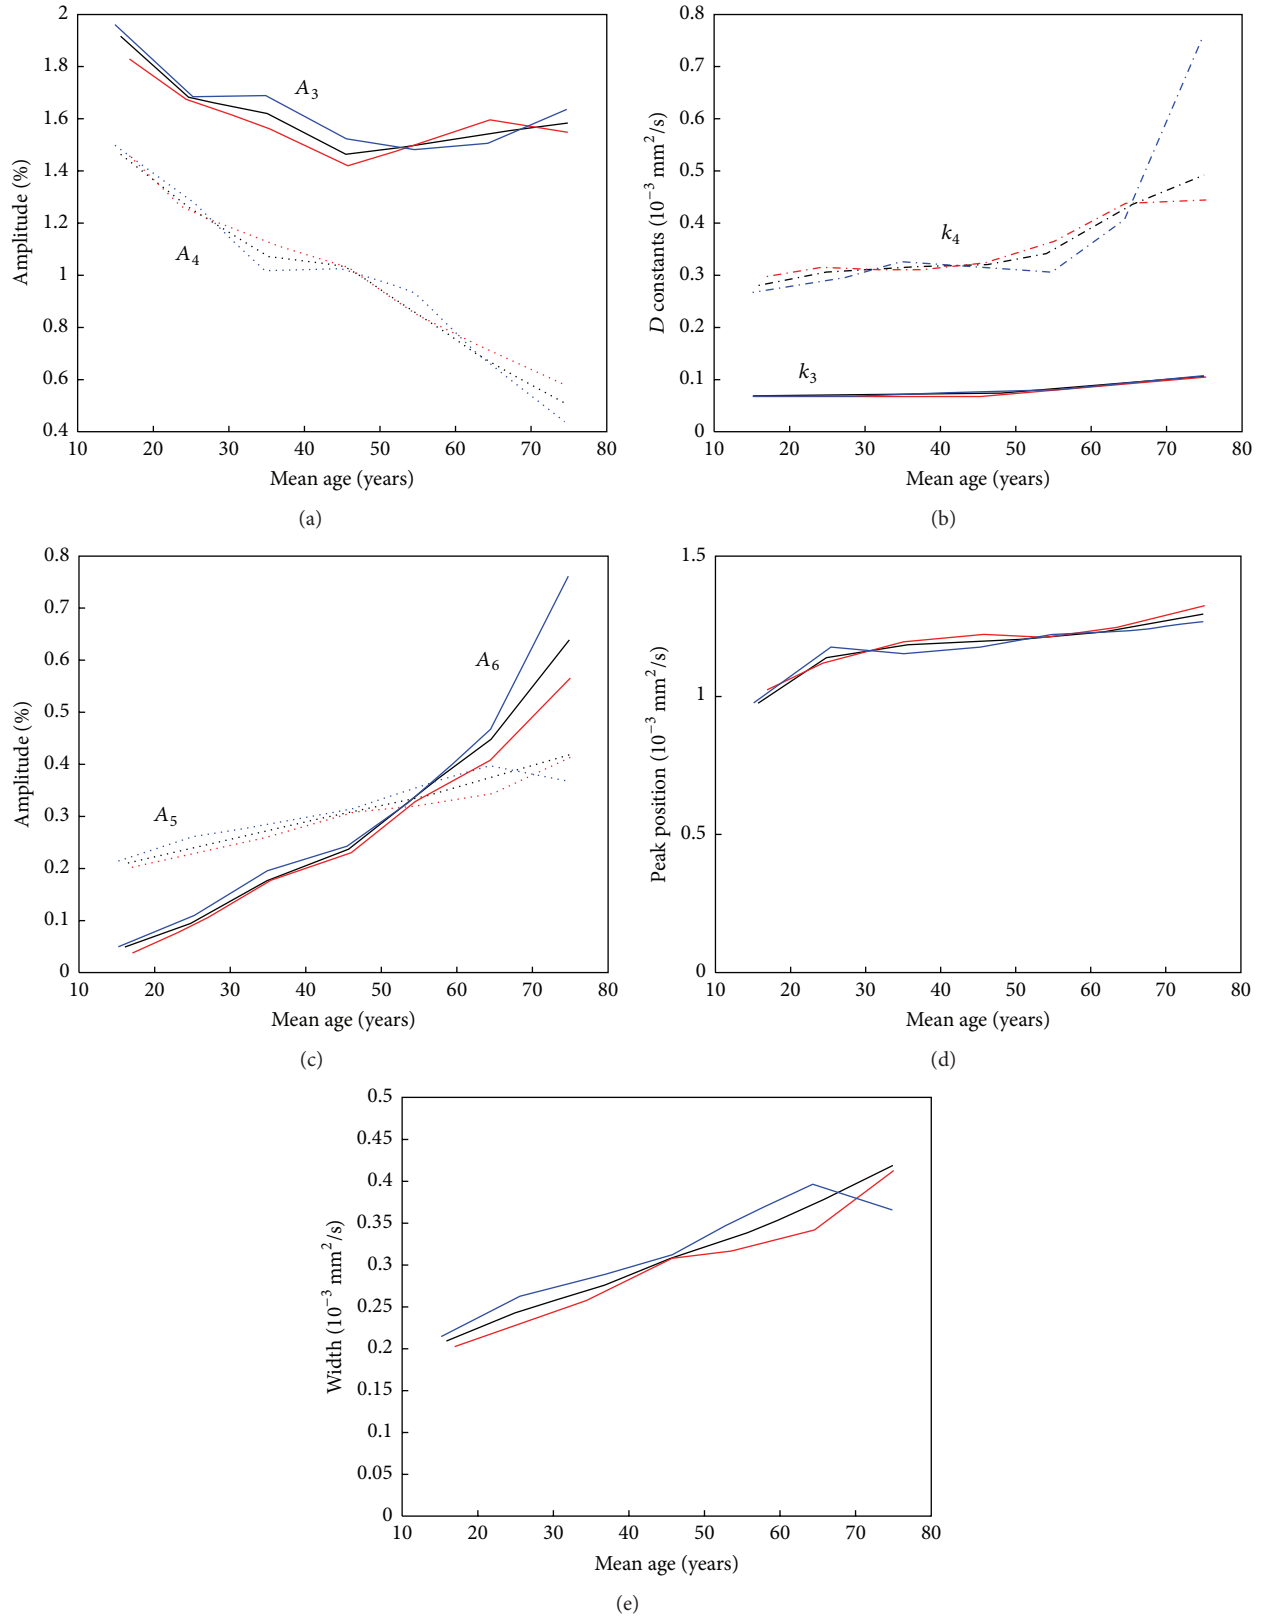 2
1.8
1.6
1.4
1.2
1
0.8
0.6
0.4
Amplitude (%)
A3
A4
10 20 30 40 50 60 70 80
Mean age (years)
(a)
0.8
0.7
0.6
0.5
0.4
0.3
0.2
0.1
0
D constants (10−3 mm2/s)
k4
k3
10 20 30 40 50 60 70 80
Mean age (years)
(b)
0.8
0.7
0.6
0.5
0.4
0.3
0.2
0.1
0
Amplitude (%)
A6
A5
10 20 30 40 50 60 70 80
Mean age (years)
(c)
1.5
1
0.5
0
Peak position (10−3 mm2/s)
10 20 30 40 50 60 70 80
Mean age (years)
(d)
0.5
0.45
0.4
0.35
0.3
0.25
0.2
0.15
0.1
0.05
0
Width (10−3 mm2/s)
10 20 30 40 50 60 70 80
Mean age (years)
(e)